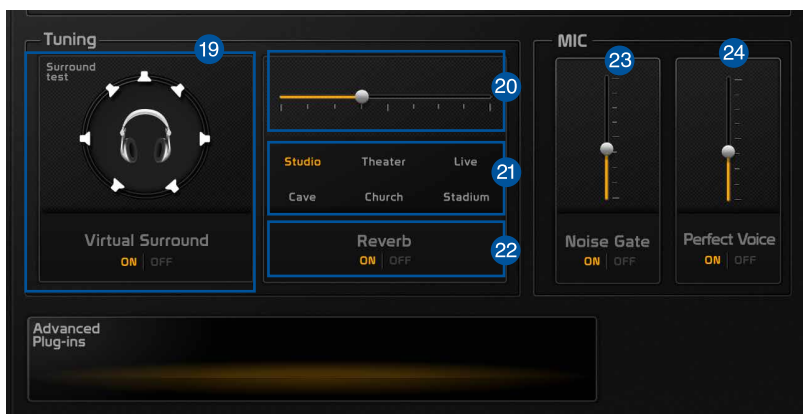 Tuning
19
Surround
test
20
Studio Theater Live
21
Cave Church Stadium
Virtual Surround
ON | OFF
Reverb
ON | OFF
22
MIC
23
24
Noise Gate
ON | OFF
Perfect Voice
ON | OFF
Advanced
Plug-ins